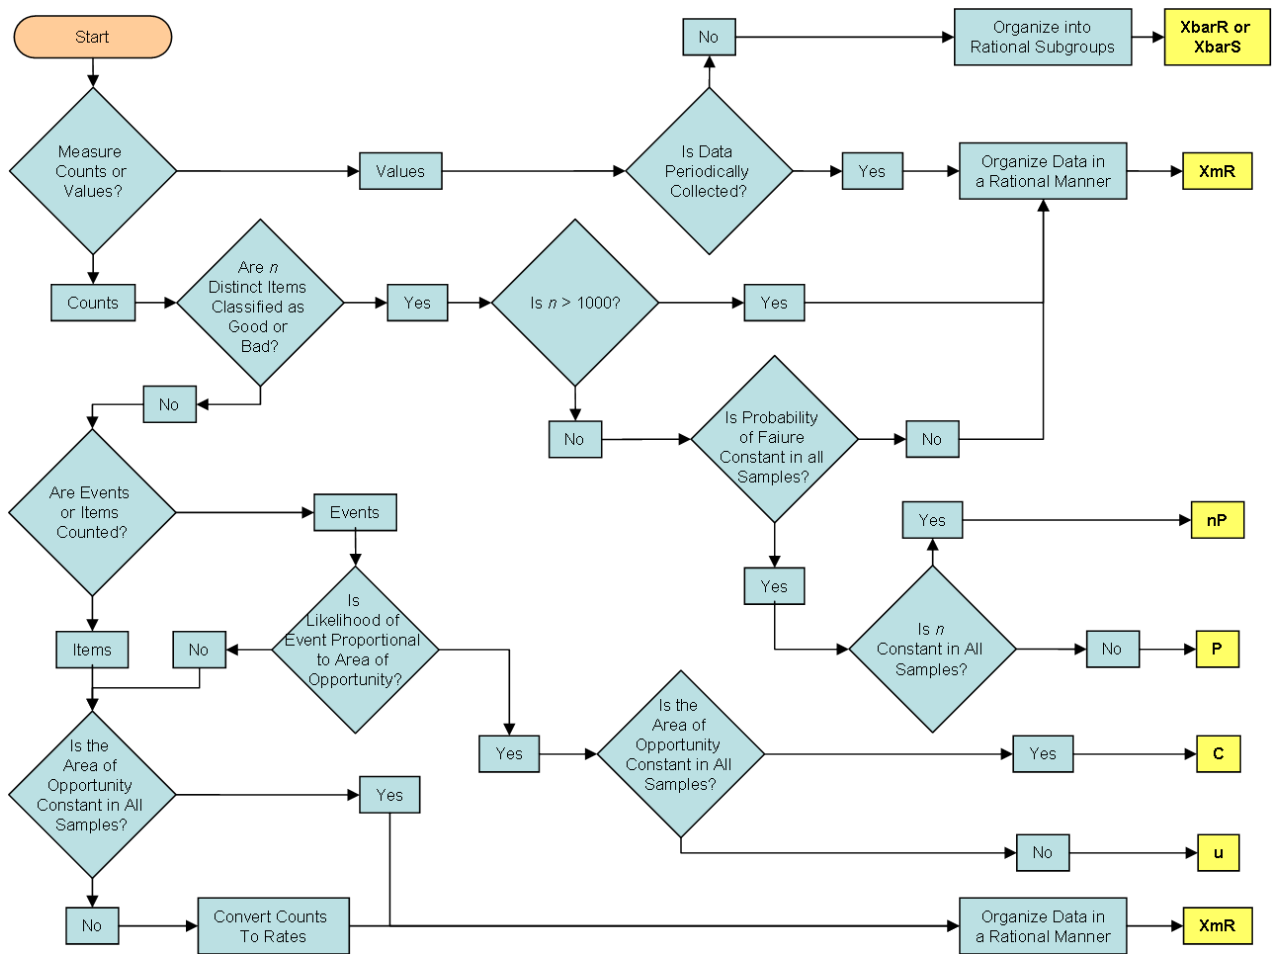 Start
No
Organize into
Rational Subgroups
XbarR or
XbarS
Measure
Counts or
Values?
Values
Is Data
Periodically
Collected?
Yes
Organize Data in
a Rational Manner
XmR
Counts
Are n
Distinct Items
Classified as
Good or
Bad?
Yes
Is n > 1000?
Yes
No
No
Is Probability
of Faiure
Constant in all
Samples?
No
Are Events
or Items
Counted?
Events
Yes
nP
Yes
Is n
Constant in All
Samples?
No
P
Items
No
Is
Likelihood of
Event Proportional
to Area of
Opportunity?
Yes
Is the
Area of
Opportunity
Constant in All
Samples?
Yes
C
Is the
Area of
Opportunity
Constant in All
Samples?
Yes
No
u
No
Convert Counts
To Rates
Organize Data in
a Rational Manner
XmR